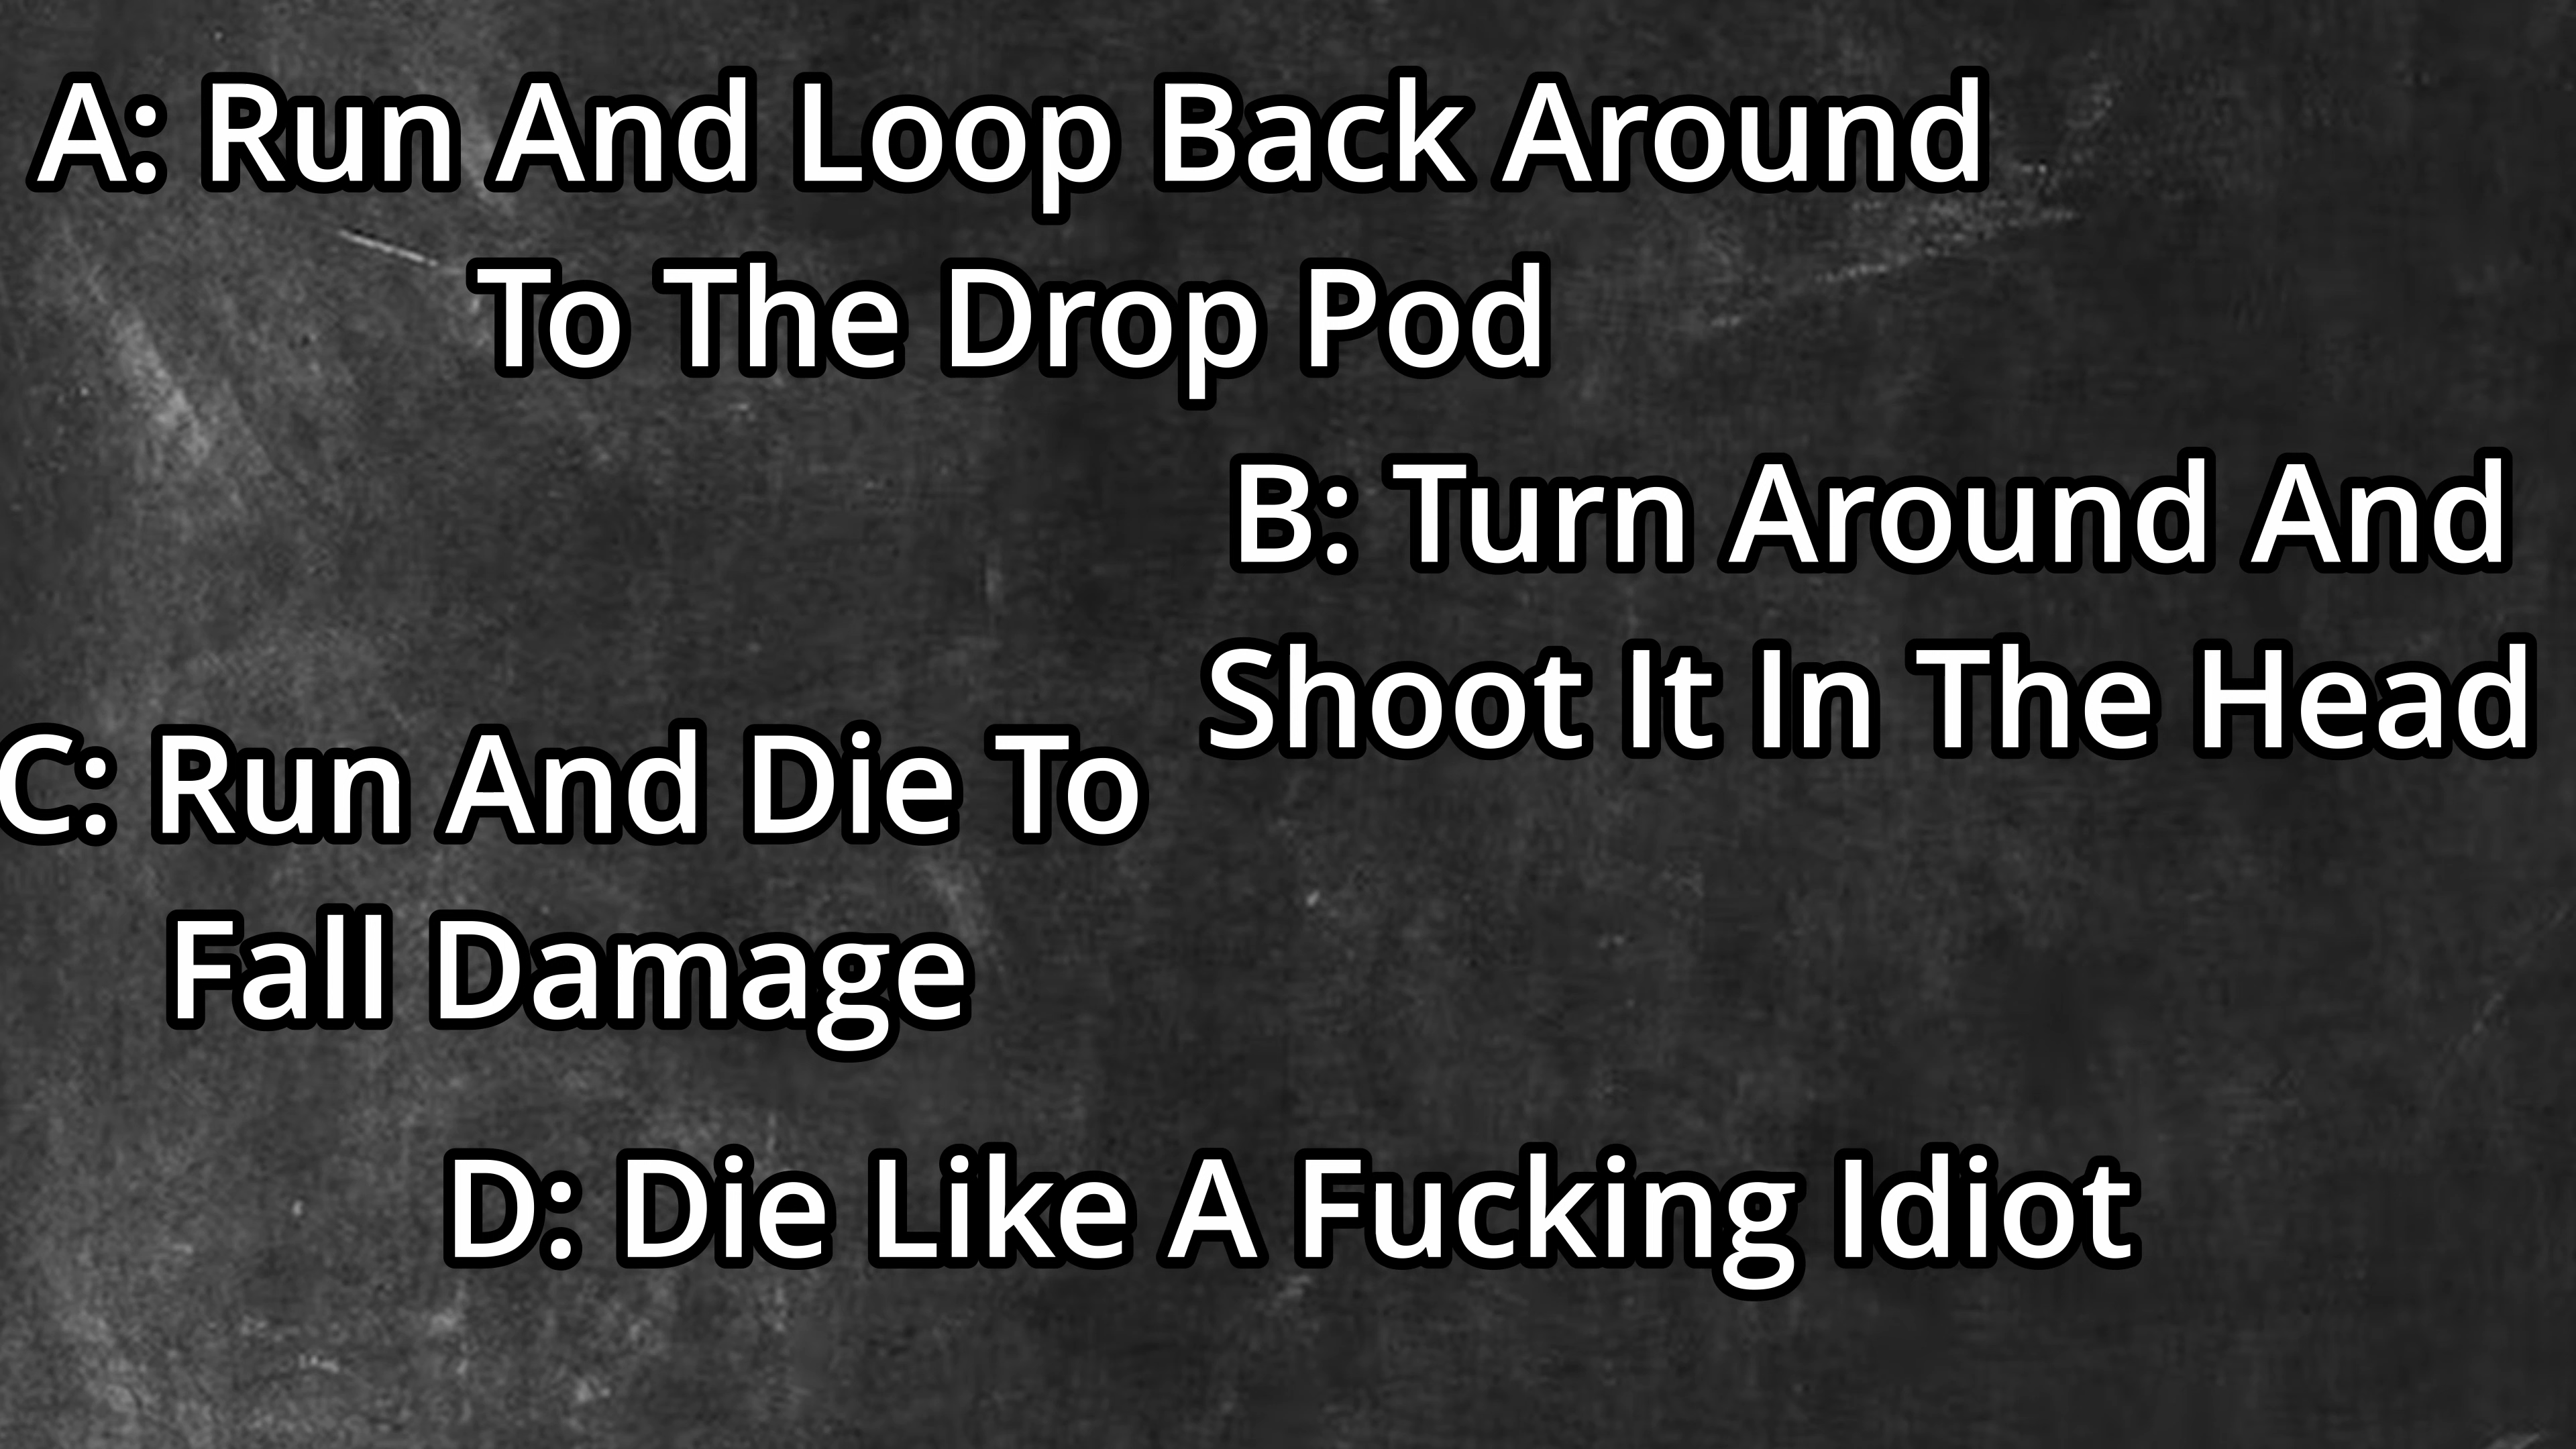 A: Run And Loop Back Around
To The Drop Pod
B: Turn Around And
Shoot It In The Head
C: Run And Die To
Fall Damage
D: Die Like A Fucking Idiot